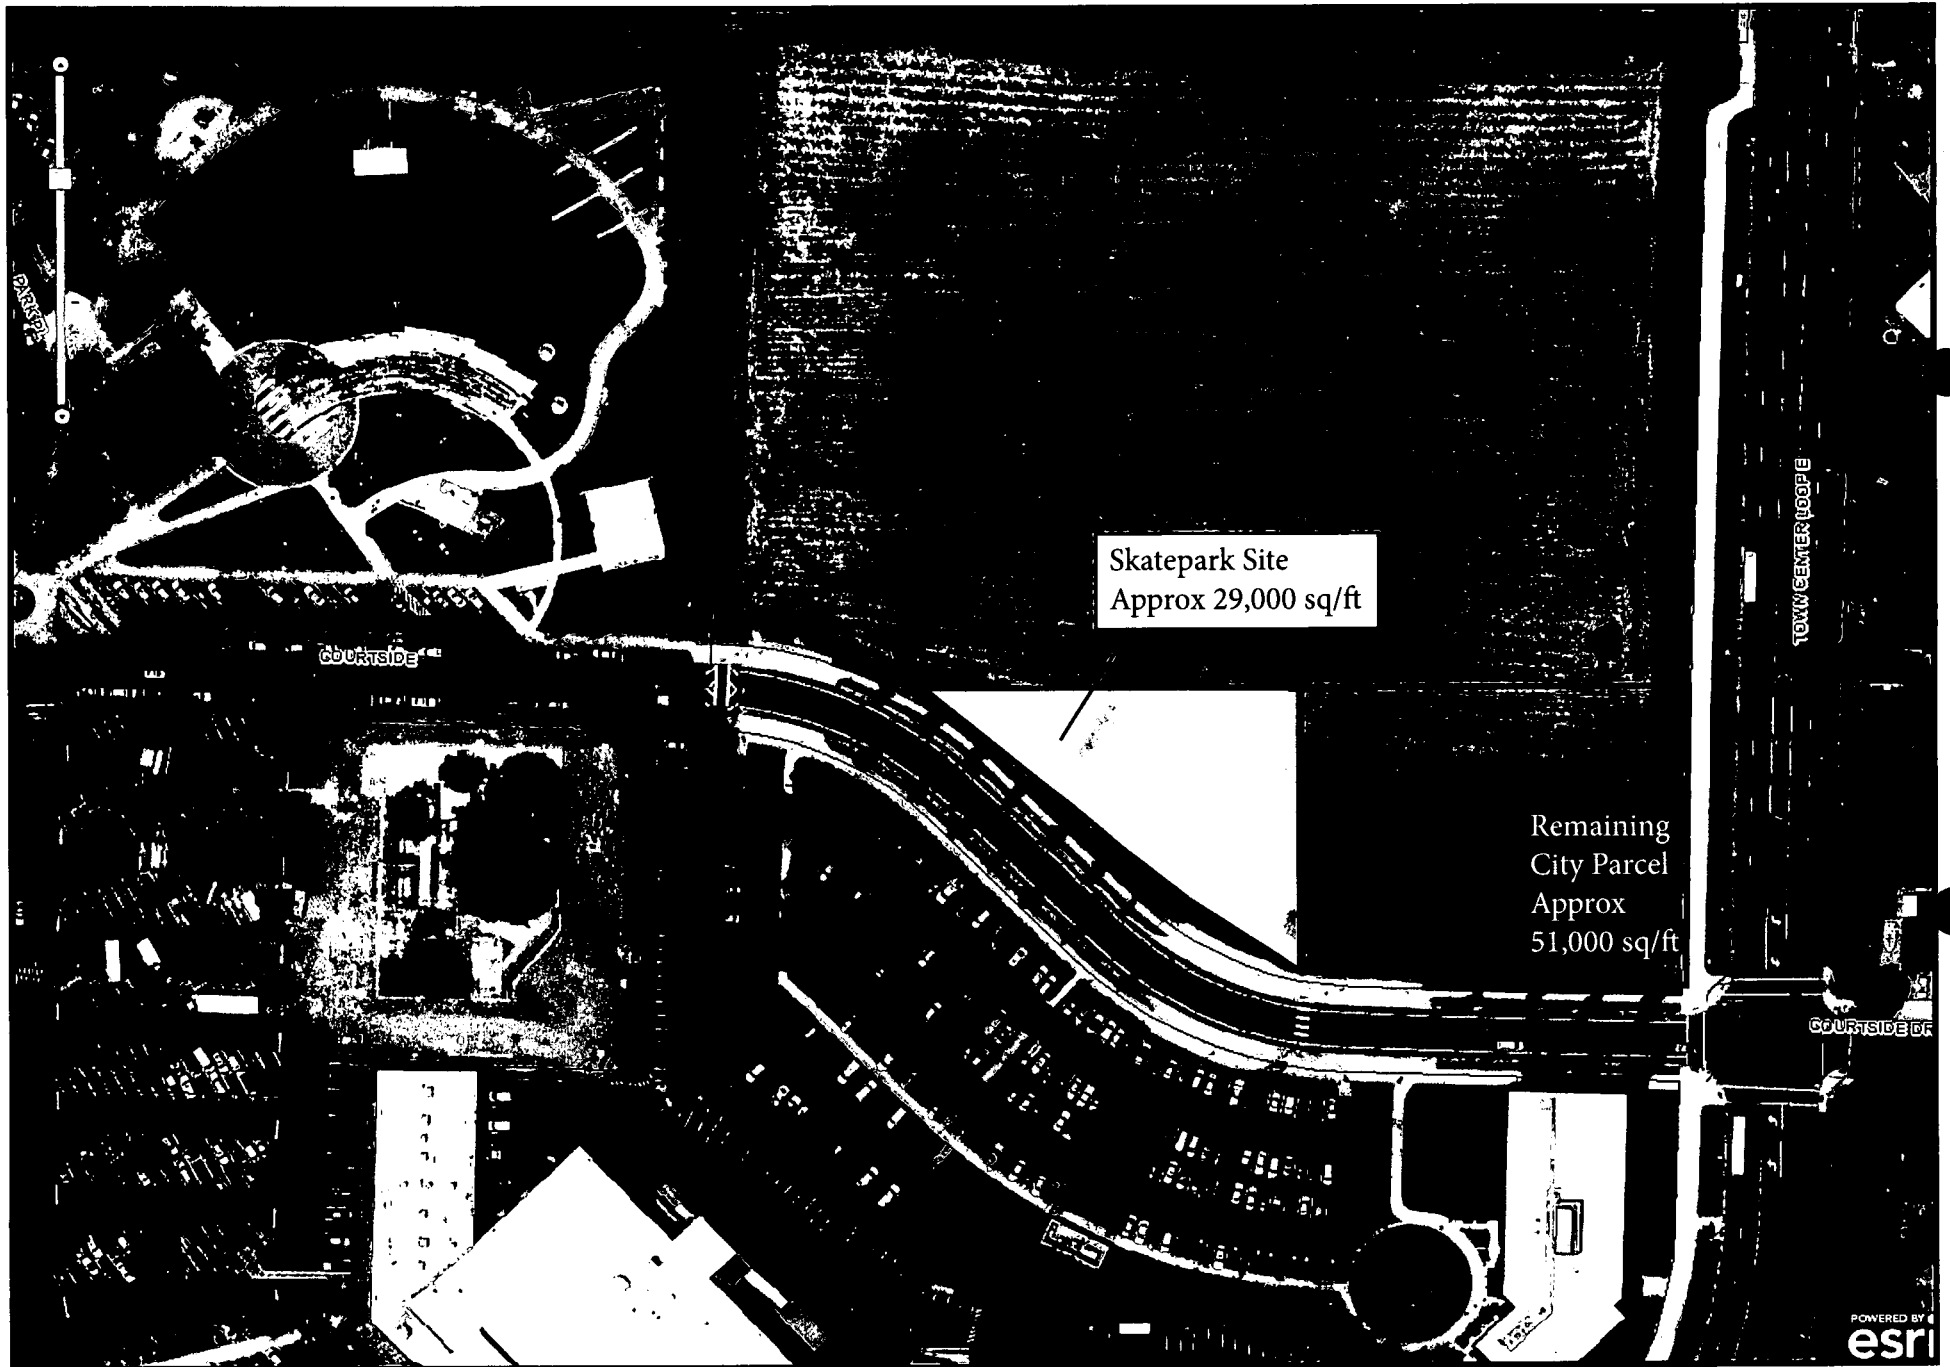 PARK PL
Skatepark Site
Approx 29,000 sq/ft
TOWN CENTER LOOP E
COURTSIDE
Remaining
City Parcel
Approx
51,000 sq/ft
COURTSIDE DR
POWERED BY
esri